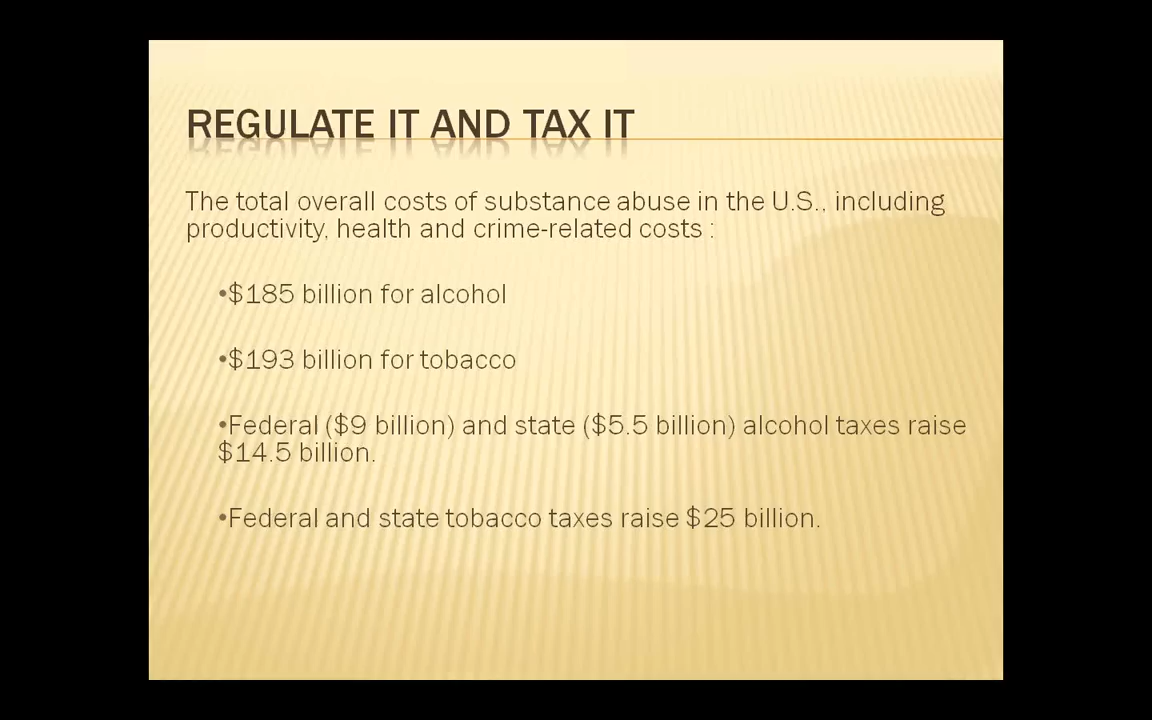 REGULATE IT AND TAX IT
The total overall costs of substance abuse in the U.S., including
productivity, health and crime-related costs :
•$185 billion for alcohol
•$193 billion for tobacco
•Federal ($9 billion) and state ($5.5 billion) alcohol taxes raise
$14.5 billion.
•Federal and state tobacco taxes raise $25 billion.